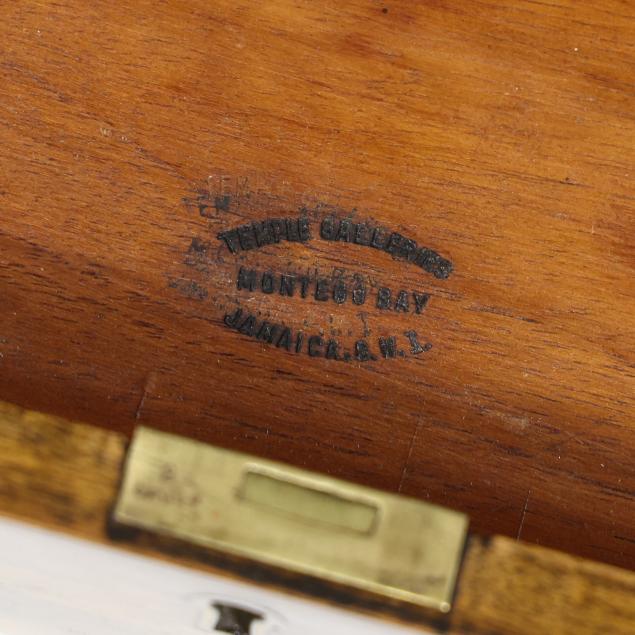 TEMPLE GALLERIES
MONTEGO BAY
JAMAICA. B. W. I.